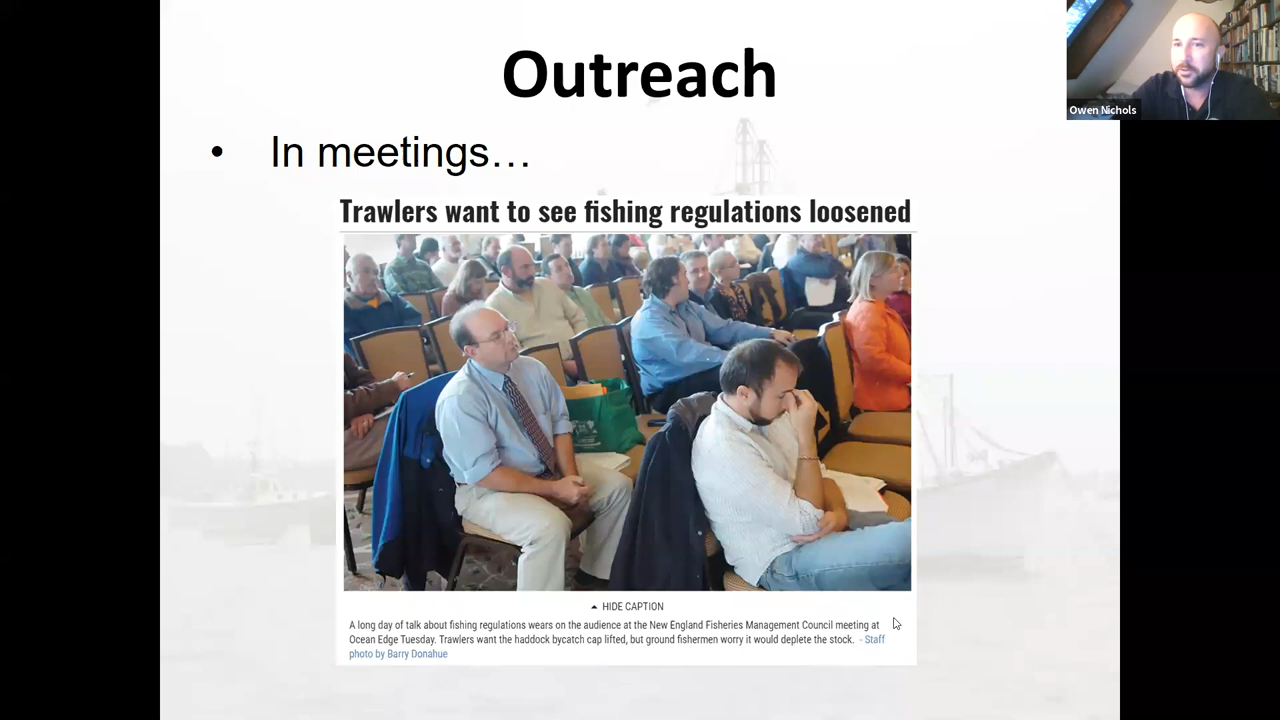 Outreach
Owen Nichols
• In meetings…
Trawlers want to see fishing regulations loosened
HIDE CAPTION
A long day of talk about fishing regulations wears on the audience at the New England Fisheries Management Council meeting at
Ocean Edge Tuesday. Trawlers want the haddock bycatch cap lifted, but ground fishermen worry it would deplete the stock. - Staff
photo by Barry Donahue